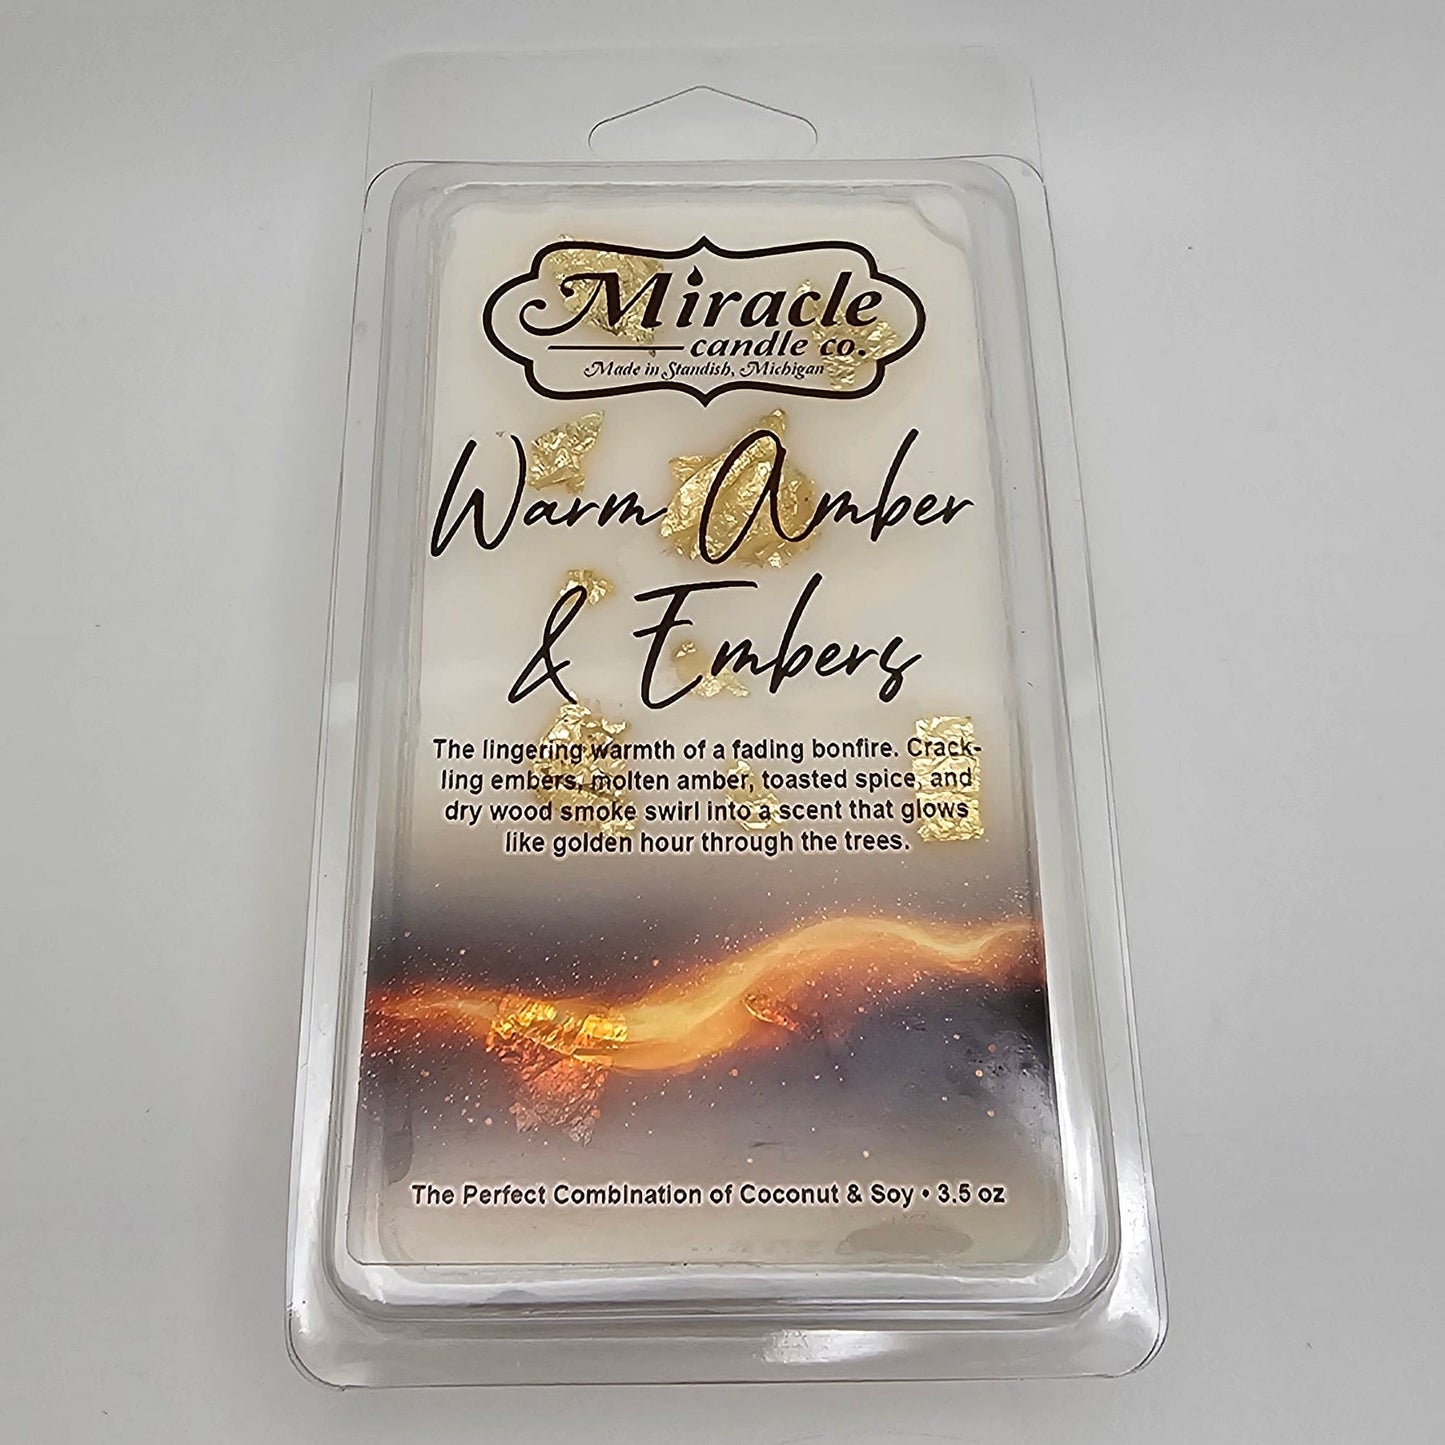 Miracle
candle co.
Made in Standish, Michigan
Warm Amber
& Embers
The lingering warmth of a fading bonfire. Crack-
ling embers, molten amber, toasted spice, and
dry wood smoke swirl into a scent that glows
like golden hour through the trees.
The Perfect Combination of Coconut & Soy • 3.5 oz